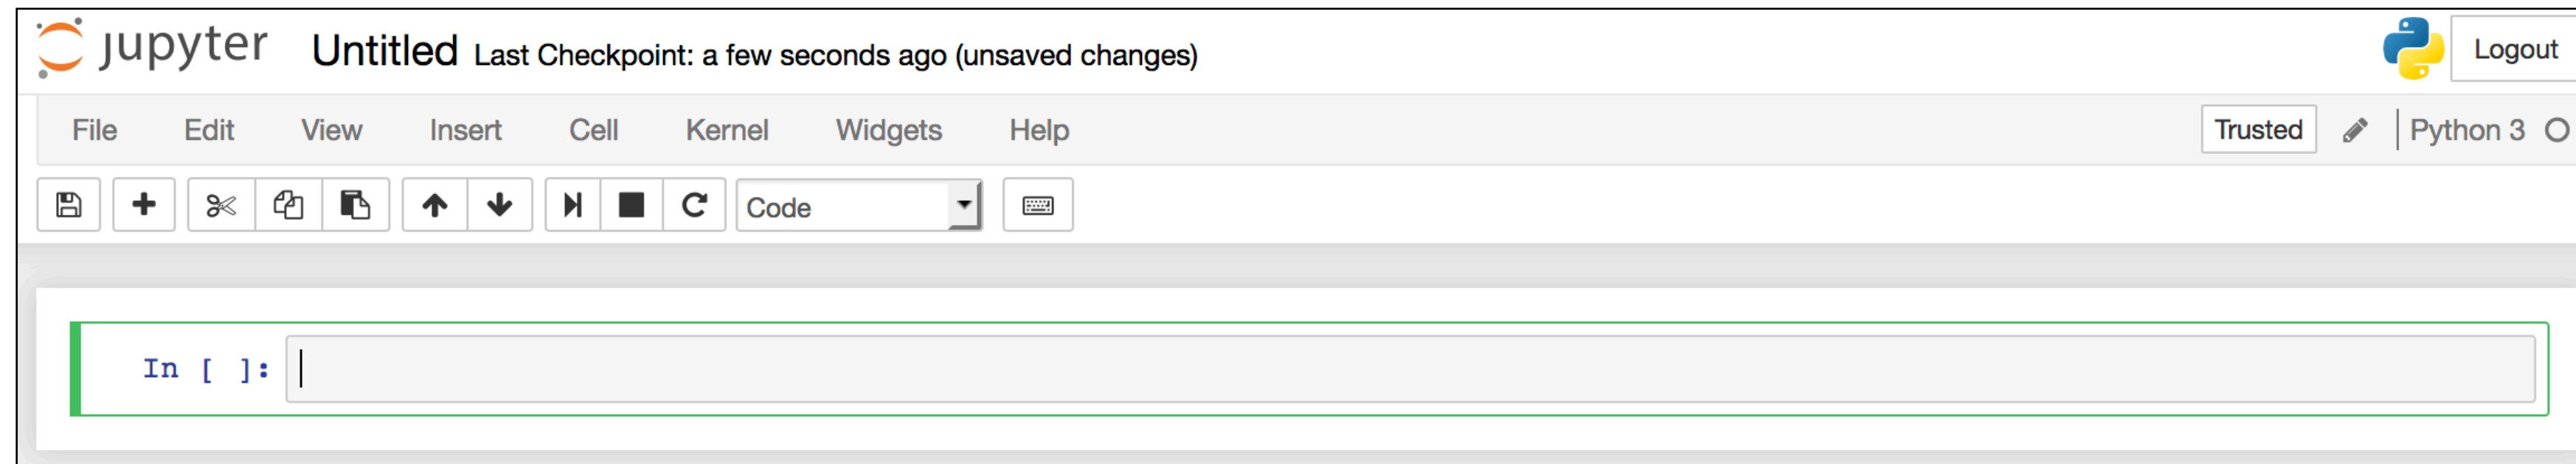 jupyter Untitled Last Checkpoint: a few seconds ago (unsaved changes) Logout
File Edit View Insert Cell Kernel Widgets Help Trusted Python 3
Code
In [ ]: